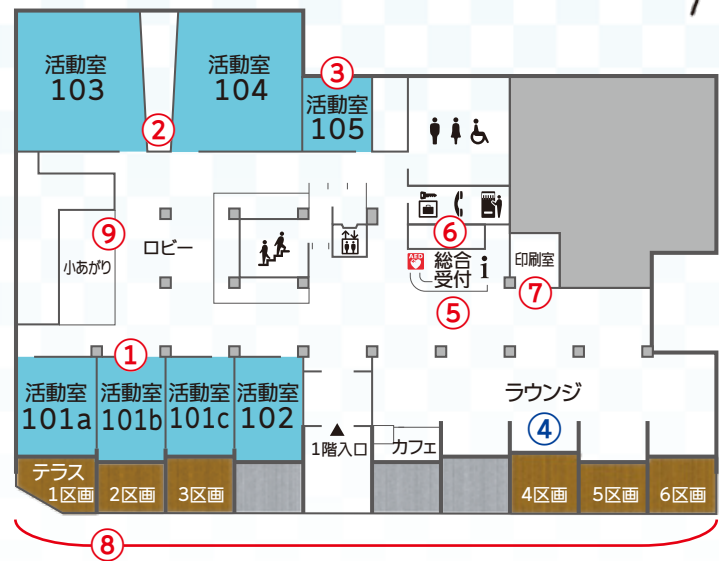 活動室
103
活動室
104
③
活動室
105
②
⑨
小あがり
ロビー
⑥
AED
総合
受付
i
印刷室
⑦
⑤
①
活動室
101a
活動室
101b
活動室
101c
活動室
102
▲
1階入口
カフェ
ラウンジ
④
テラス
1区画
2区画
3区画
4区画
5区画
6区画
⑧